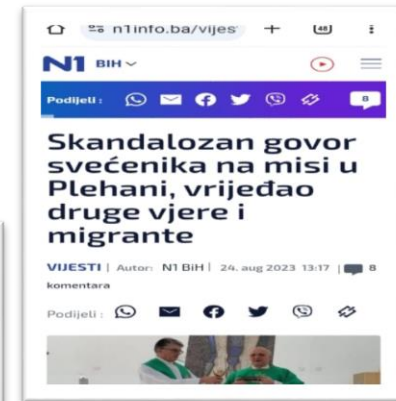 n1info.ba/vijes
48
N1 BIH
Podijeli :
8
Skandalozan govor
svećenika na misi u
Plehani, vrijeđao
druge vjere i
migrante
VIJESTI | Autor: N1 BiH | 24. aug 2023 13:17 | 8
komentara
Podijeli :